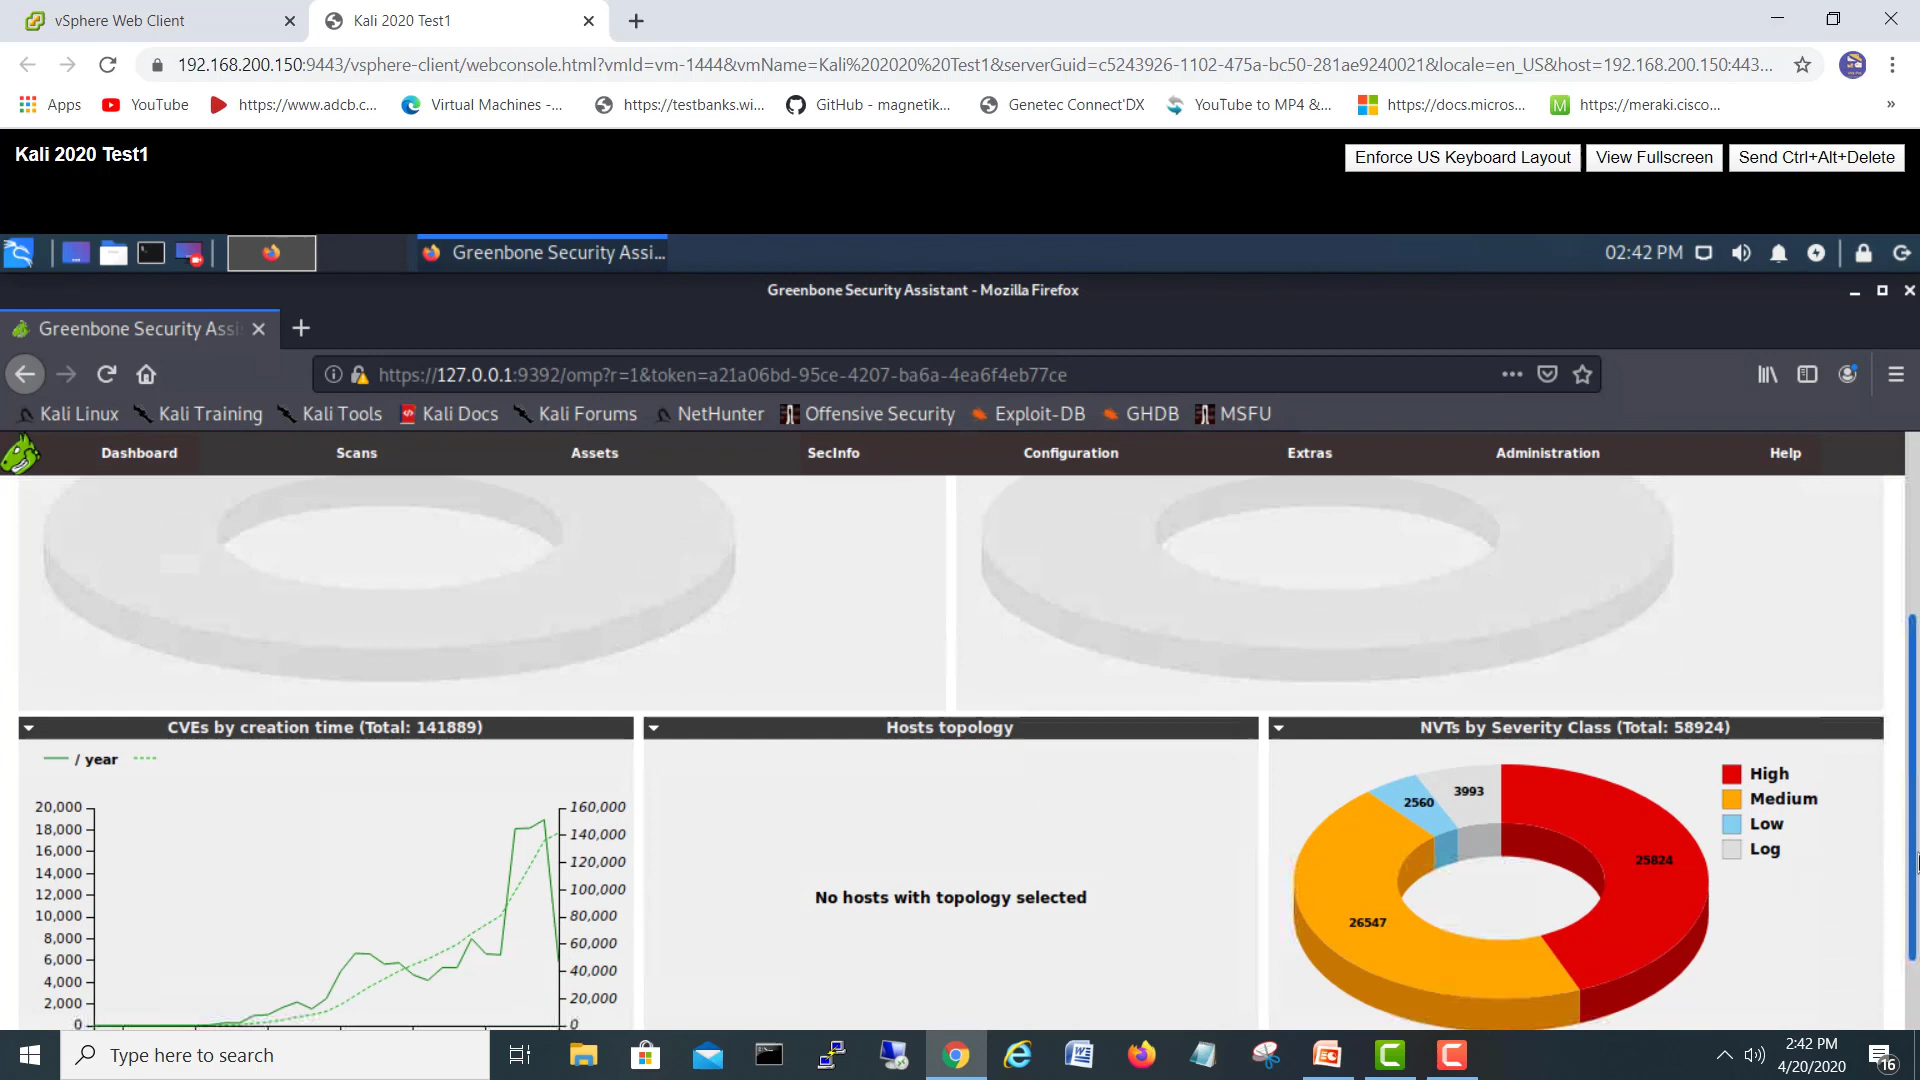 vSphere Web Client
Kali 2020 Test1
192.168.200.150:9443/vsphere-client/webconsole.html?vmId=vm-1444&vmName=Kali%202020%20Test1&serverGuid=c5243926-1102-475a-bc50-281ae9240021&locale=en_US&host=192.168.200.150:443...
Apps YouTube https://www.adcb.c... Virtual Machines -... https://testbanks.wi... GitHub - magnetik... Genetec Connect'DX YouTube to MP4 &... https://docs.micros... M https://meraki.cisco... »
Kali 2020 Test1
Enforce US Keyboard Layout View Fullscreen Send Ctrl+Alt+Delete
Greenbone Security Assi... 02:42 PM
Greenbone Security Assistant - Mozilla Firefox
Greenbone Security Assi
https://127.0.0.1:9392/omp?r=1&token=a21a06bd-95ce-4207-ba6a-4ea6f4eb77ce
Kali Linux Kali Training Kali Tools Kali Docs Kali Forums NetHunter Offensive Security Exploit-DB GHDB MSFU
Dashboard Scans Assets SecInfo Configuration Extras Administration Help
CVEs by creation time (Total: 141889)
/ year
20,000
18,000
16,000
14,000
12,000
10,000
8,000
6,000
4,000
2,000
0
160,000
140,000
120,000
100,000
80,000
60,000
40,000
20,000
0
Hosts topology
No hosts with topology selected
NVTs by Severity Class (Total: 58924)
2560
3993
25824
26547
High
Medium
Low
Log
Type here to search
2:42 PM
4/20/2020
16